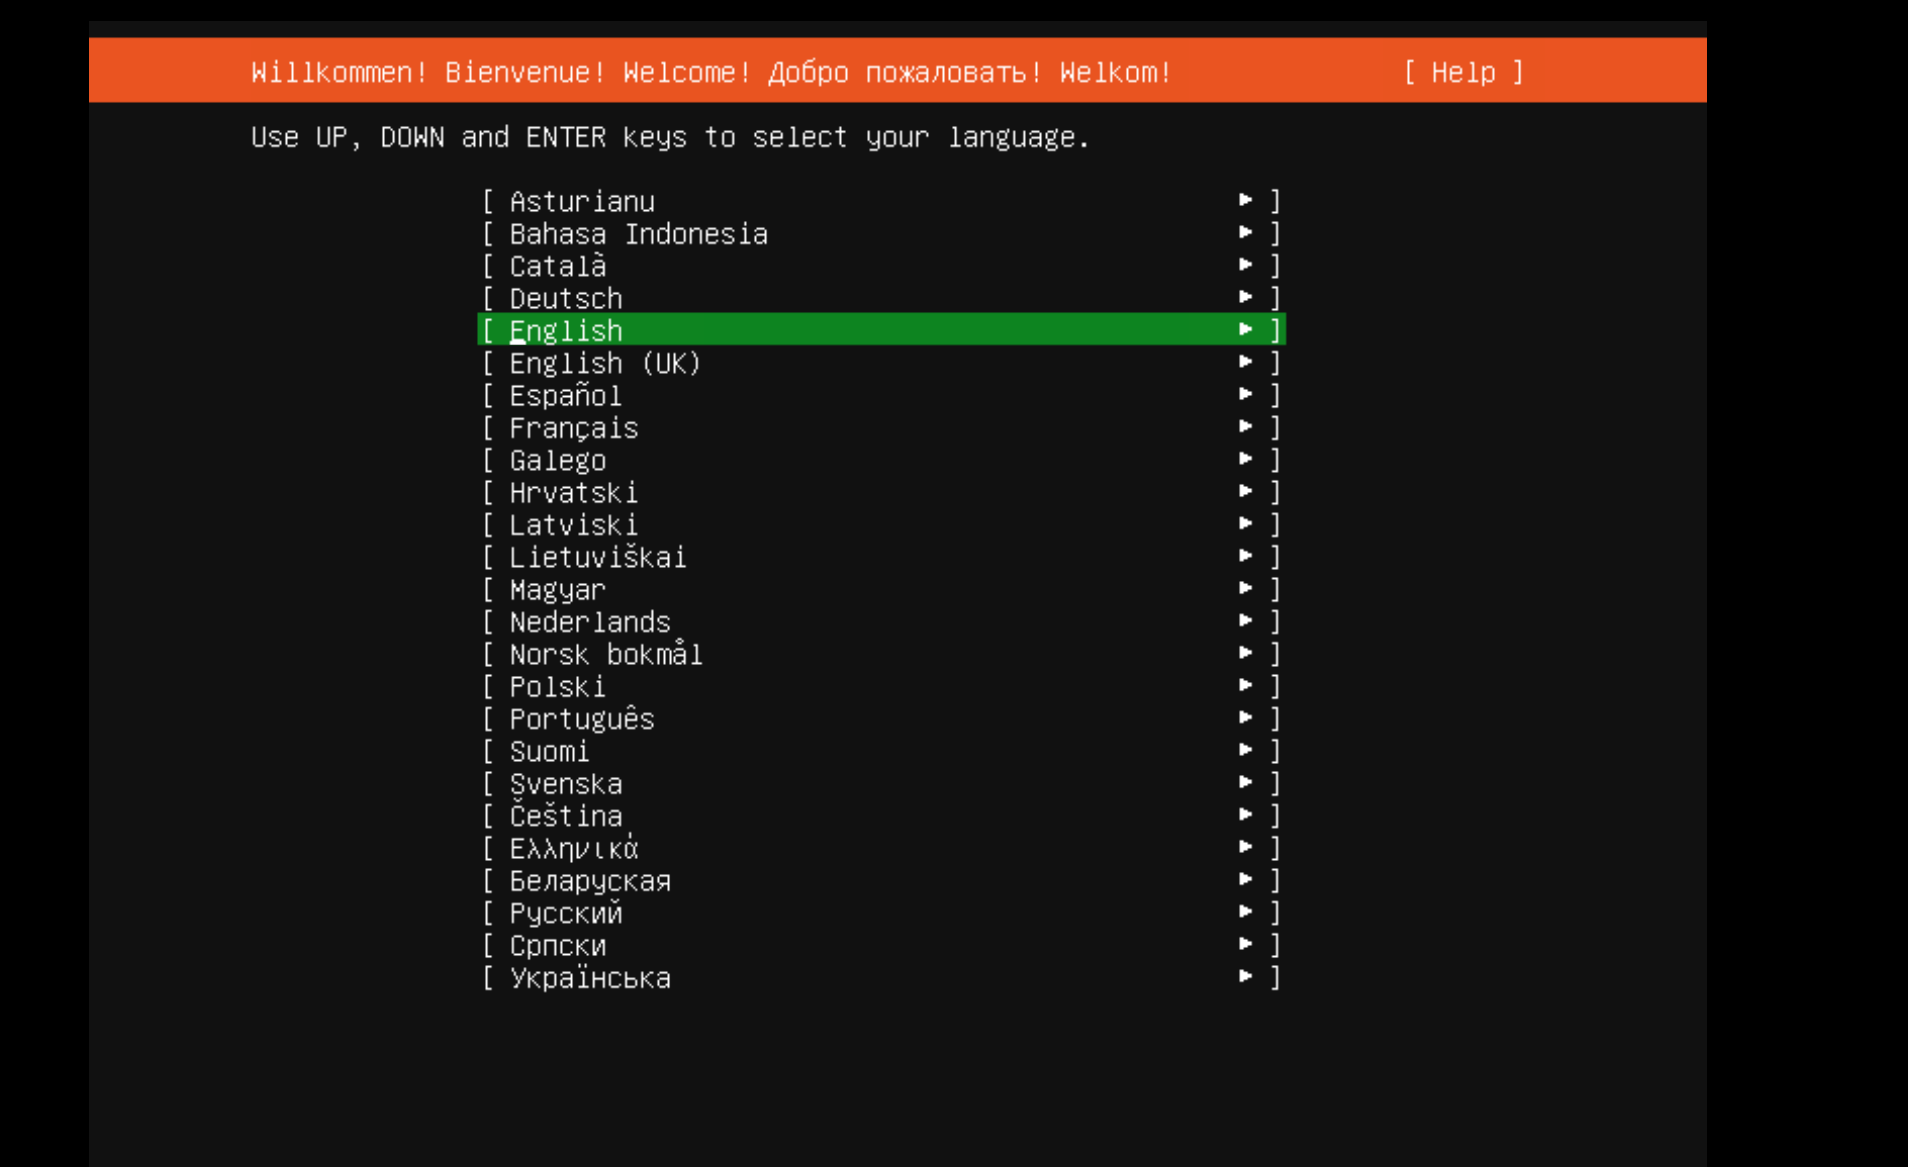 Willkommen! Bienvenue! Welcome! Добро пожаловать! Welkom! [ Help ]
Use UP, DOWN and ENTER keys to select your language.
[ Asturianu ► ]
[ Bahasa Indonesia ► ]
[ Català ► ]
[ Deutsch ► ]
[ English ► ]
[ English (UK) ► ]
[ Español ► ]
[ Français ► ]
[ Galego ► ]
[ Hrvatski ► ]
[ Latviski ► ]
[ Lietuviškai ► ]
[ Magyar ► ]
[ Nederlands ► ]
[ Norsk bokmål ► ]
[ Polski ► ]
[ Português ► ]
[ Suomi ► ]
[ Svenska ► ]
[ Čeština ► ]
[ Ελληνικά ► ]
[ Беларуская ► ]
[ Русский ► ]
[ Српски ► ]
[ Українська ► ]